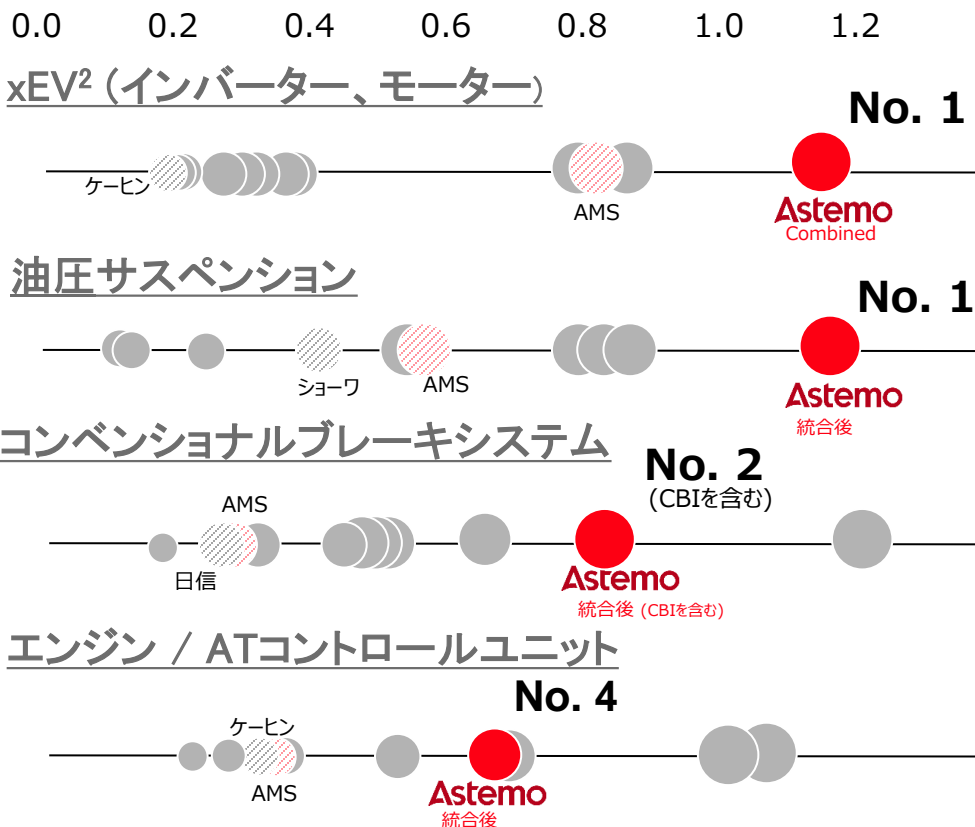 0.0 0.2 0.4 0.6 0.8 1.0 1.2
xEV² (インバーター、モーター)
No. 1
ケーヒン
AMS
Astemo
Combined
油圧サスペンション
No. 1
ショーワ
AMS
Astemo
統合後
コンベンショナルブレーキシステム
No. 2
(CBIを含む)
AMS
日信
Astemo
統合後 (CBIを含む)
エンジン / ATコントロールユニット
No. 4
ケーヒン
AMS
Astemo
統合後